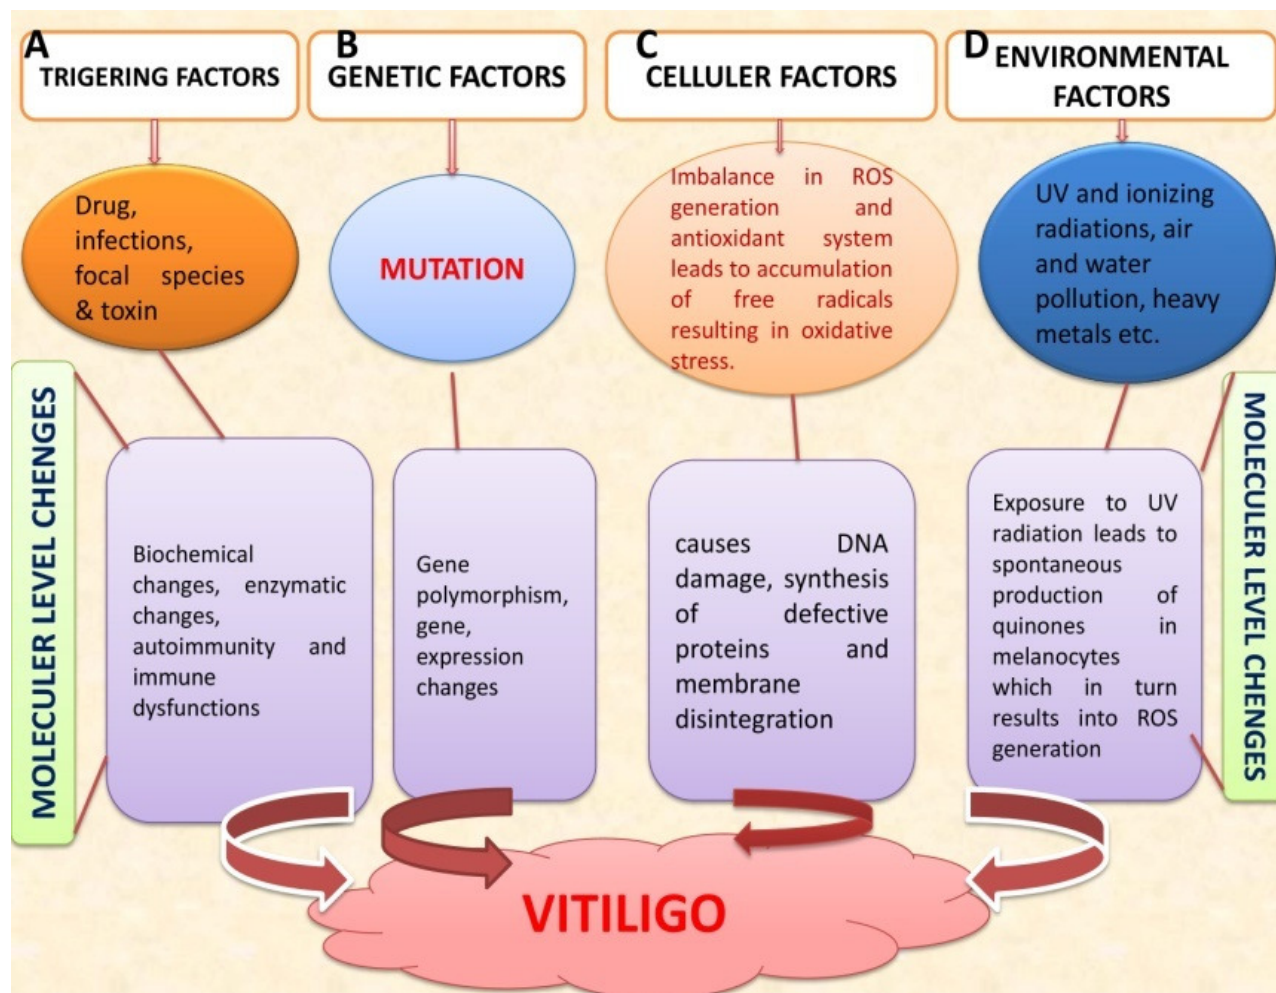 A
TRIGERING FACTORS
B
GENETIC FACTORS
C
CELLULER FACTORS
D
ENVIRONMENTAL
FACTORS
Drug,
infections,
focal species
& toxin
MUTATION
Imbalance in ROS
generation and
antioxidant system
leads to accumulation
of free radicals
resulting in oxidative
stress.
UV and ionizing
radiations, air
and water
pollution, heavy
metals etc.
MOLECULER LEVEL CHENGES
Biochemical
changes, enzymatic
changes,
autoimmunity and
immune
dysfunctions
Gene
polymorphism,
gene,
expression
changes
causes DNA
damage, synthesis
of defective
proteins and
membrane
disintegration
Exposure to UV
radiation leads to
spontaneous
production of
quinones in
melanocytes
which in turn
results into ROS
generation
MOLECULER LEVEL CHENGES
VITILIGO